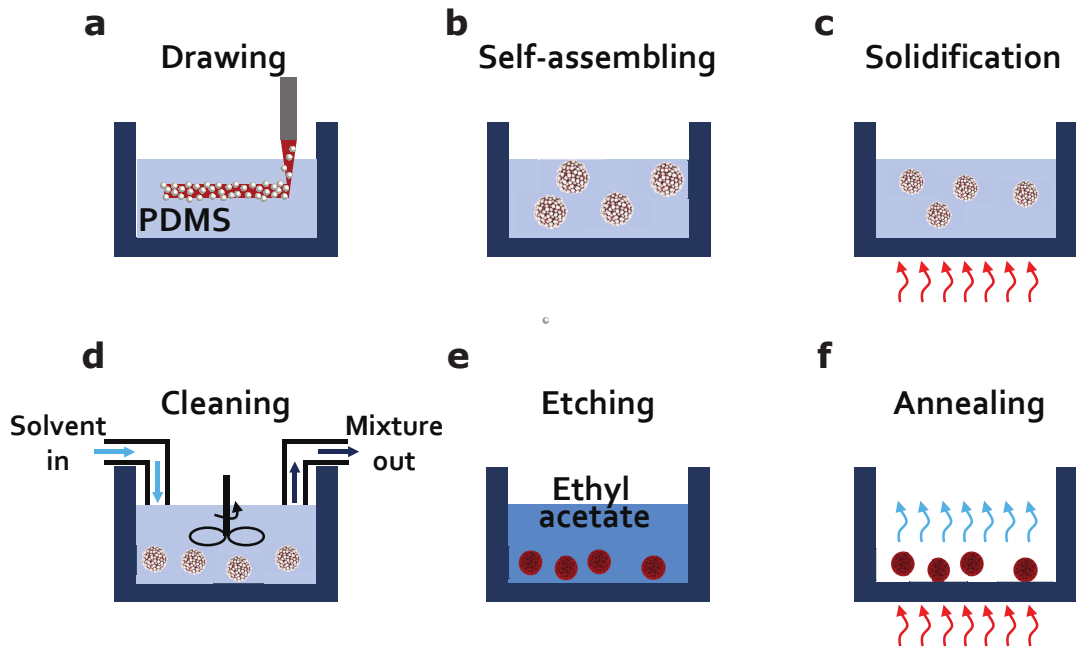 a
Drawing
PDMS
b
Self-assembling
c
Solidification
d
Cleaning
Solvent
in
Mixture
out
e
Etching
Ethyl
acetate
f
Annealing